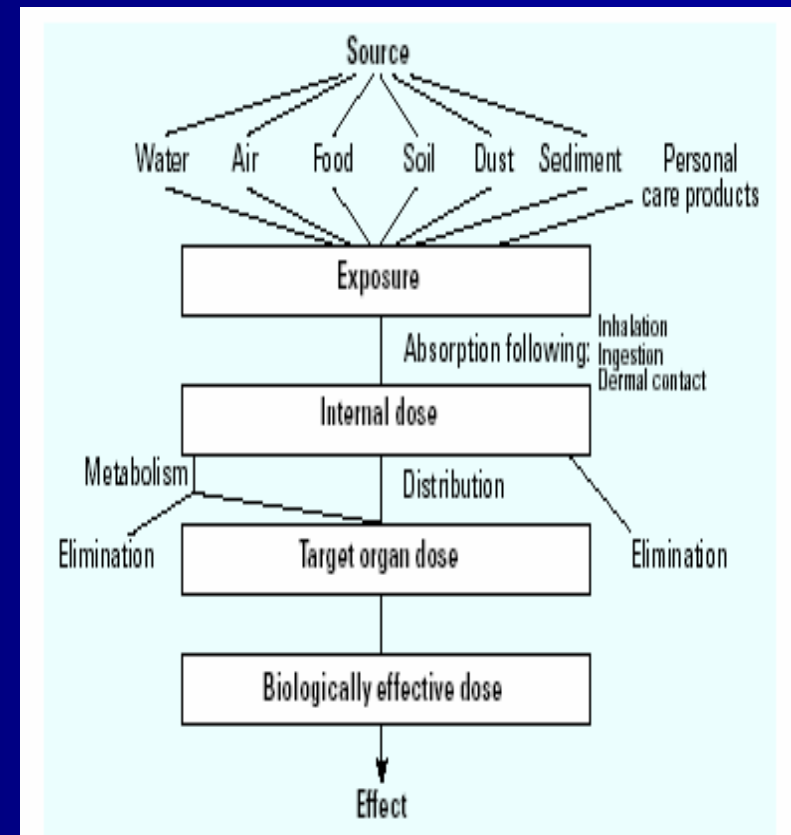 Source
Water Air Food Soil Dust Sediment Personal
care products
Exposure
Absorption following: Inhalation
Ingestion
Dermal contact
Internal dose
Metabolism
Distribution
Elimination
Target organ dose
Elimination
Biologically effective dose
Effect